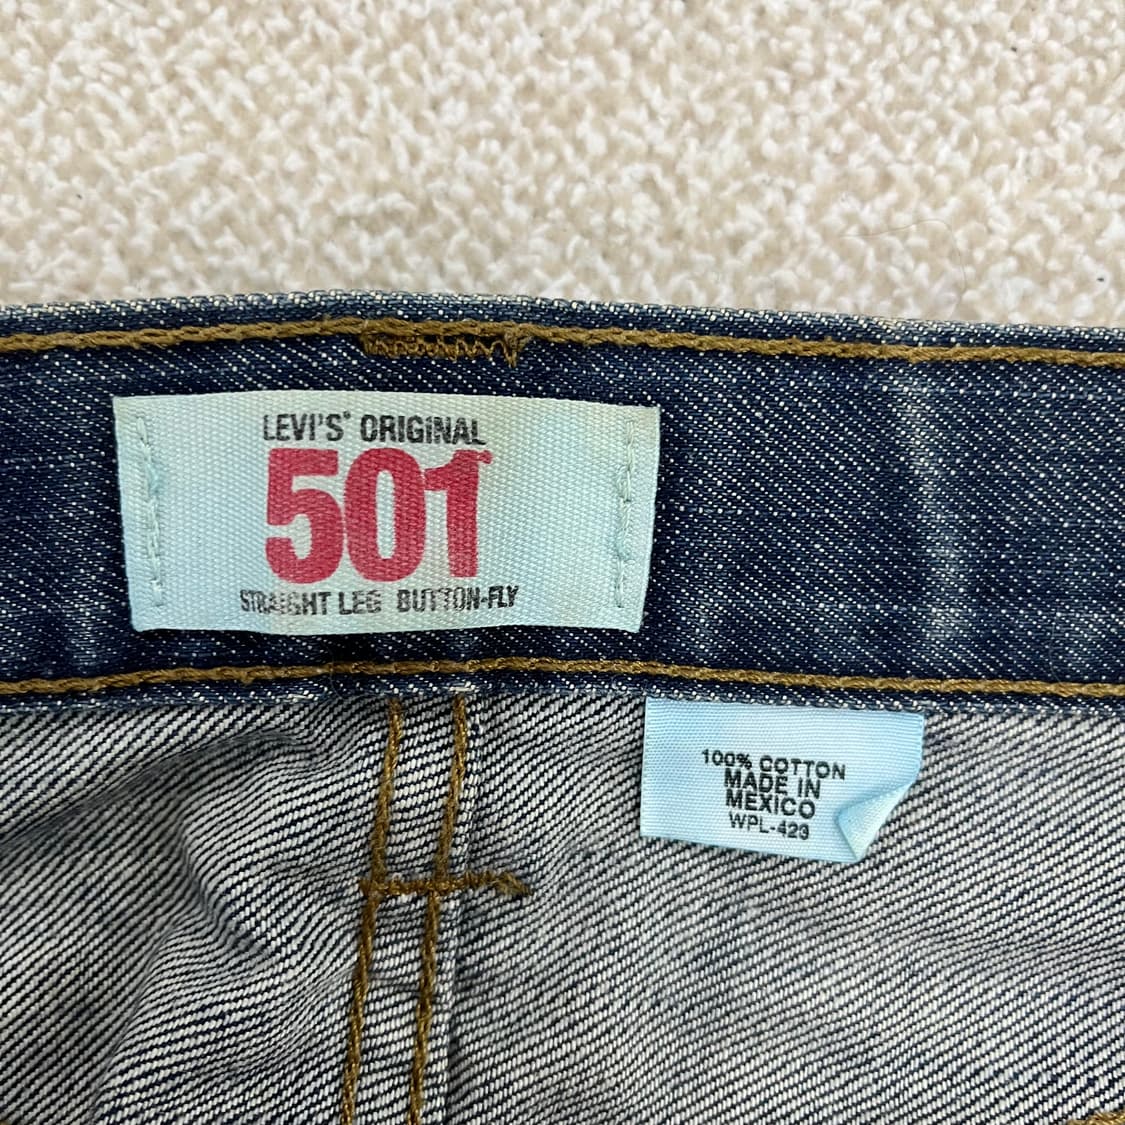 LEVI'S® ORIGINAL
501®
STRAIGHT LEG BUTTON-FLY
100% COTTON
MADE IN
MEXICO
WPL-423